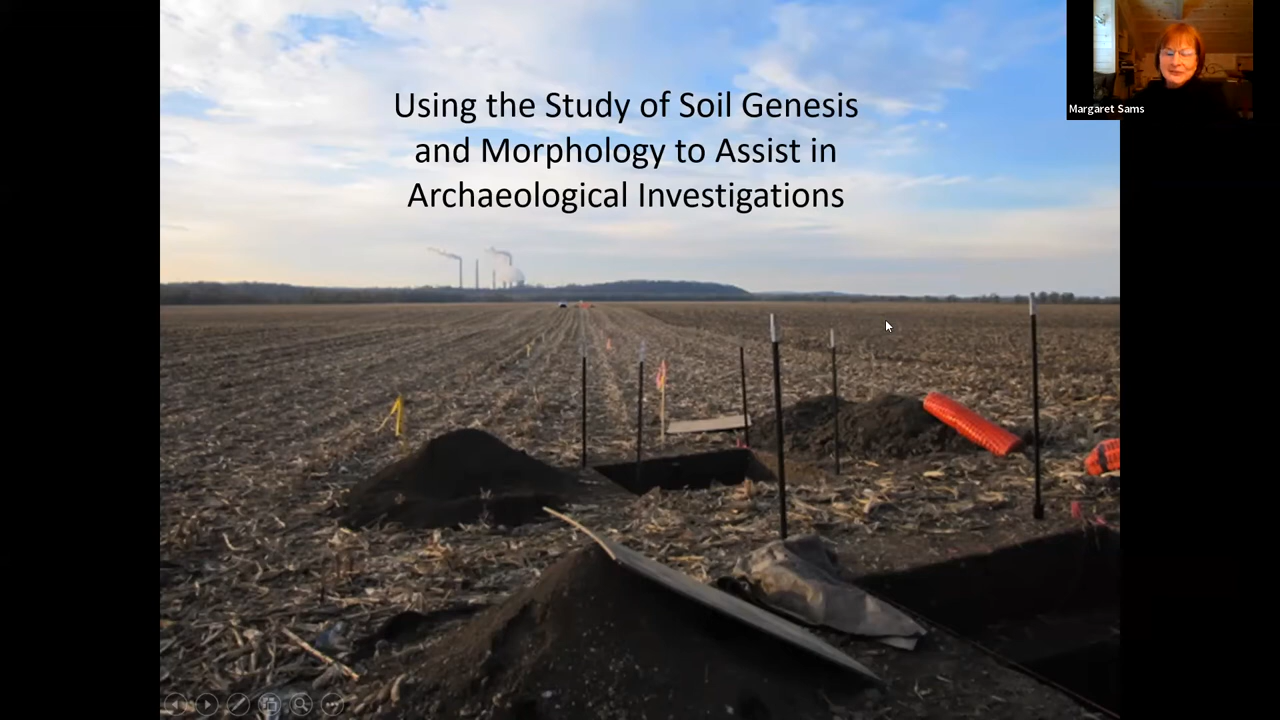 Using the Study of Soil Genesis
and Morphology to Assist in
Archaeological Investigations
Margaret Sams